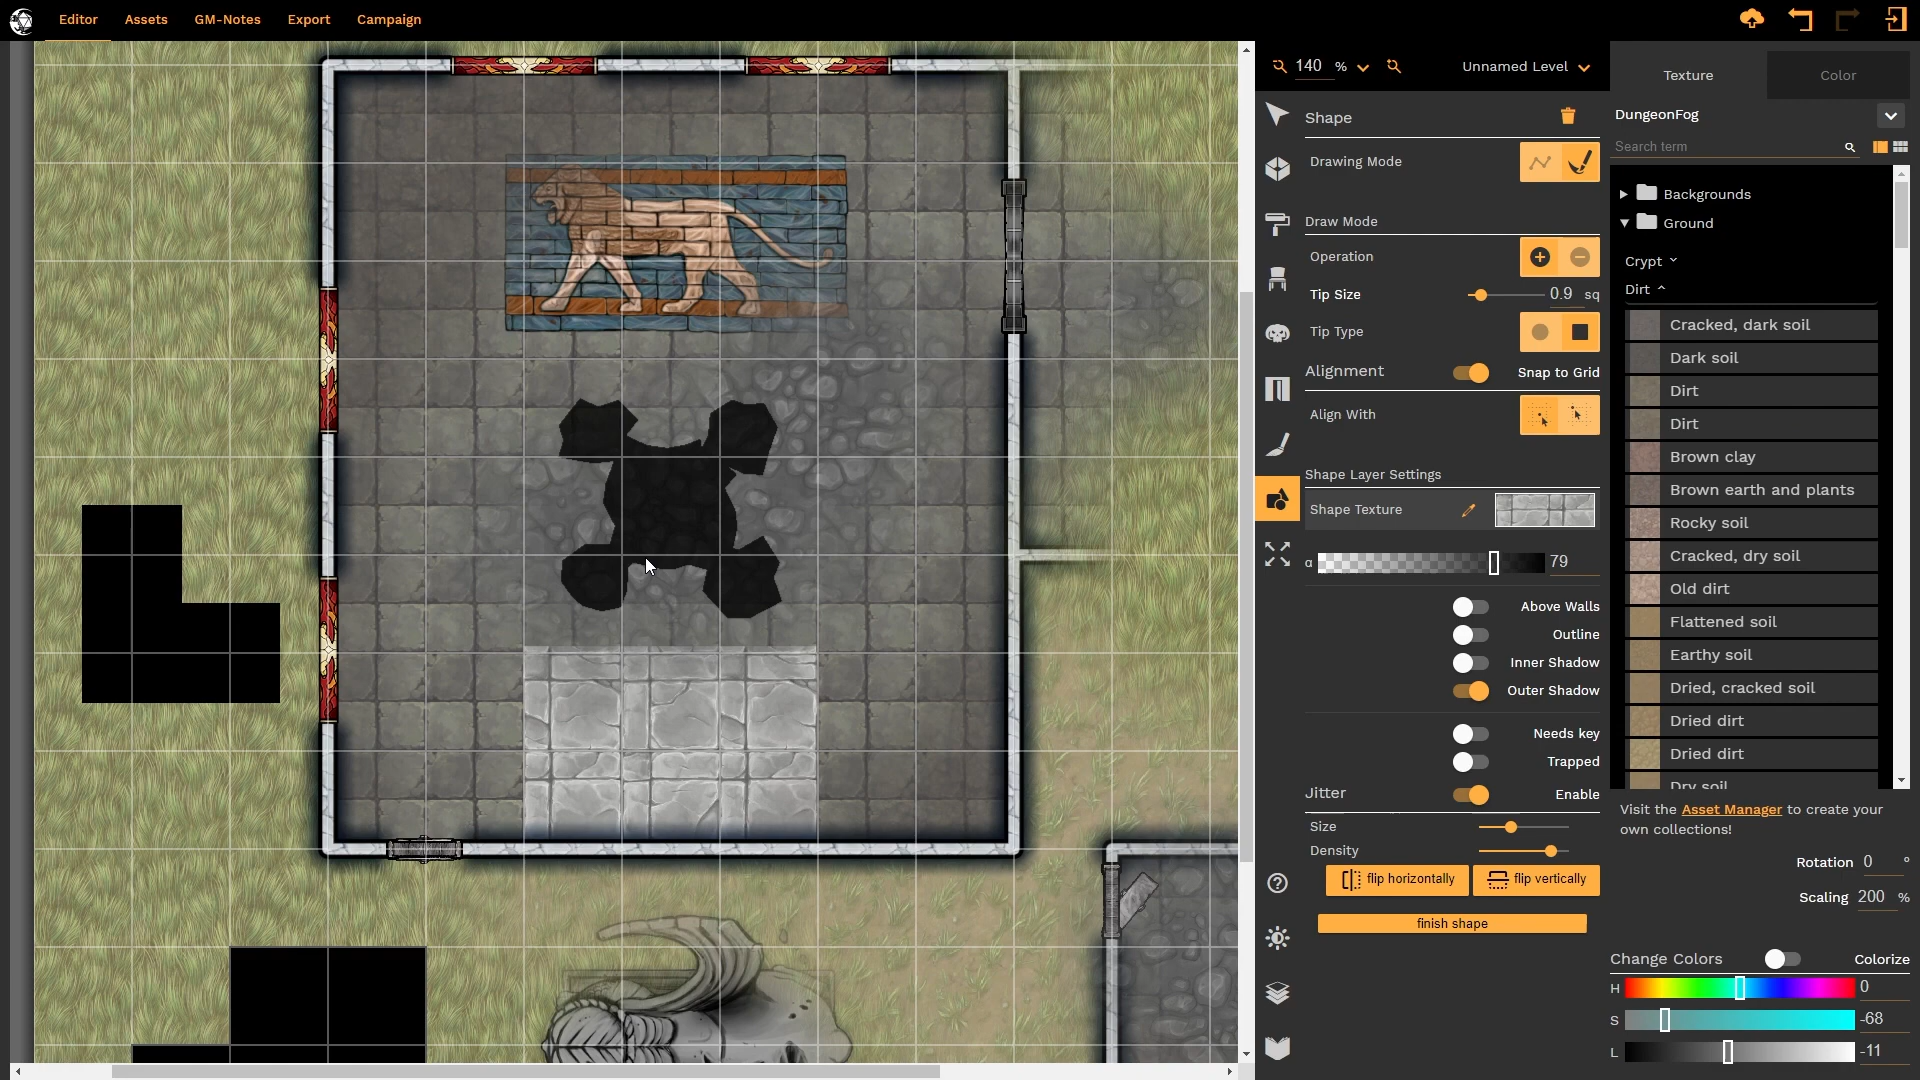 Editor Assets GM-Notes Export Campaign
140 % Unnamed Level
Shape
Drawing Mode
Draw Mode
Operation
Tip Size 0.9 sq
Tip Type
Alignment Snap to Grid
Align With
Shape Layer Settings
Shape Texture
α 79
Above Walls
Outline
Inner Shadow
Outer Shadow
Needs key
Trapped
Jitter Enable
Size
Density
flip horizontally flip vertically
finish shape
Texture Color
DungeonFog
Search term
Backgrounds
Ground
Crypt
Dirt
Cracked, dark soil
Dark soil
Dirt
Dirt
Brown clay
Brown earth and plants
Rocky soil
Cracked, dry soil
Old dirt
Flattened soil
Earthy soil
Dried, cracked soil
Dried dirt
Dried dirt
Dry soil
Visit the Asset Manager to create your
own collections!
Rotation 0 °
Scaling 200 %
Change Colors Colorize
H 0
S -68
L -11